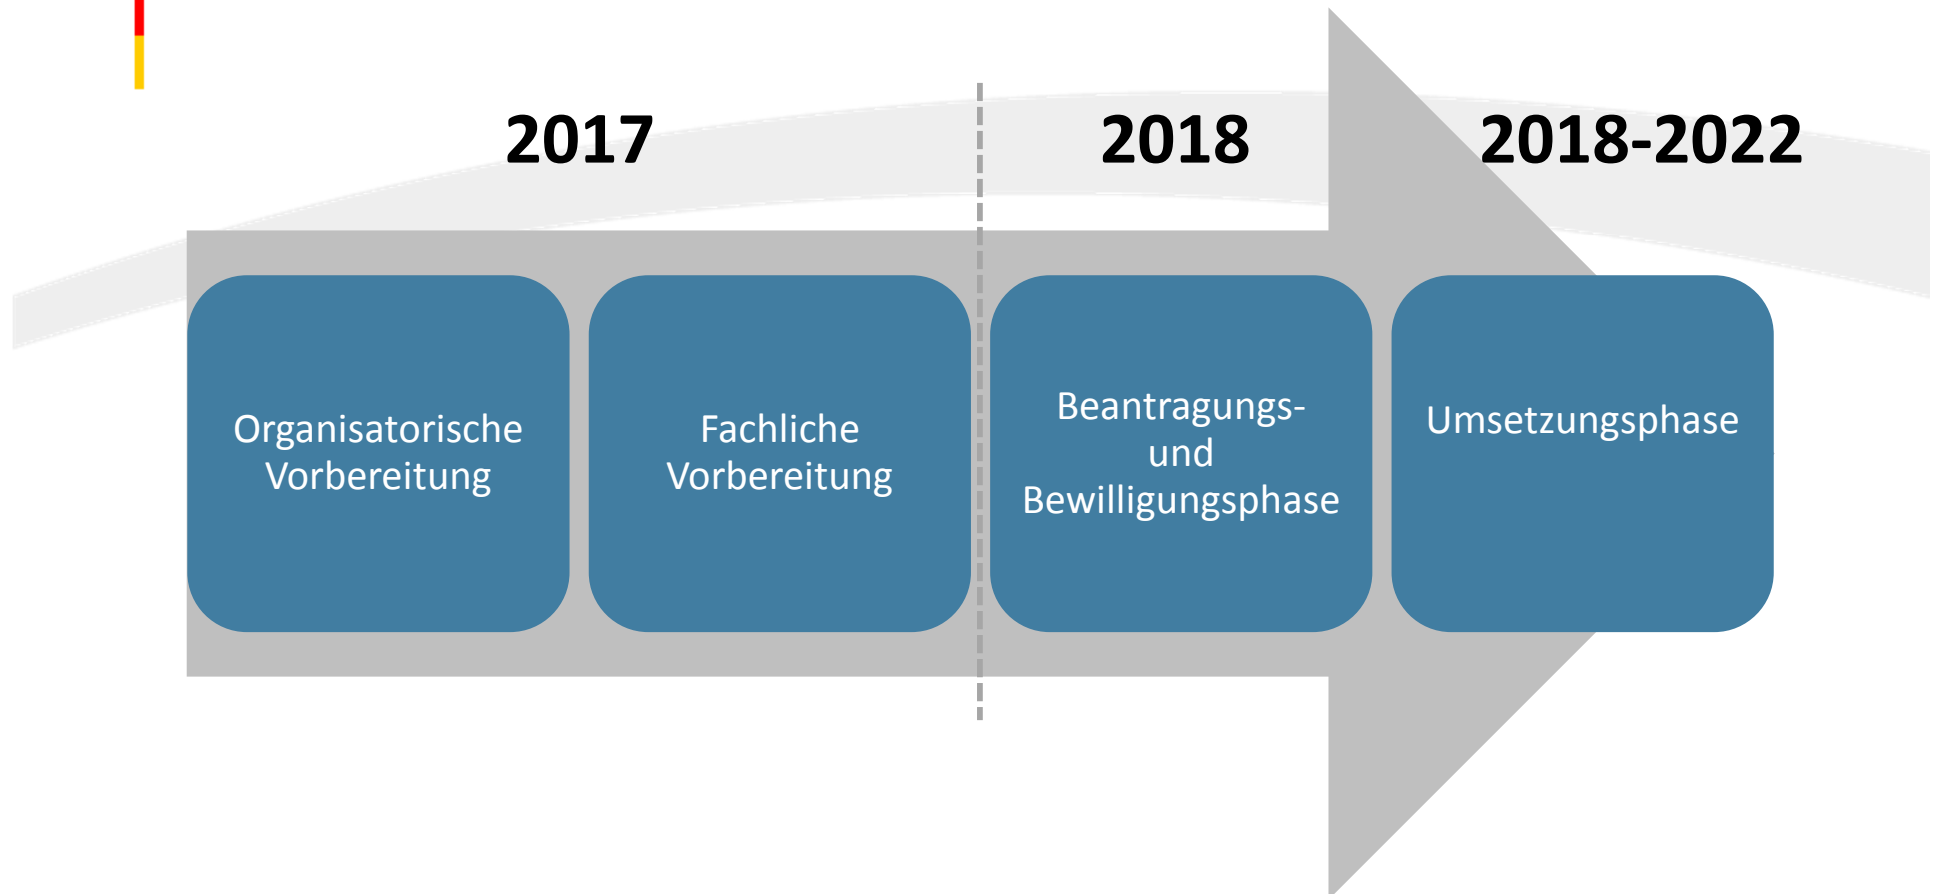 2017
2018
2018-2022
Organisatorische
Vorbereitung
Fachliche
Vorbereitung
Beantragungs-
und
Bewilligungsphase
Umsetzungsphase